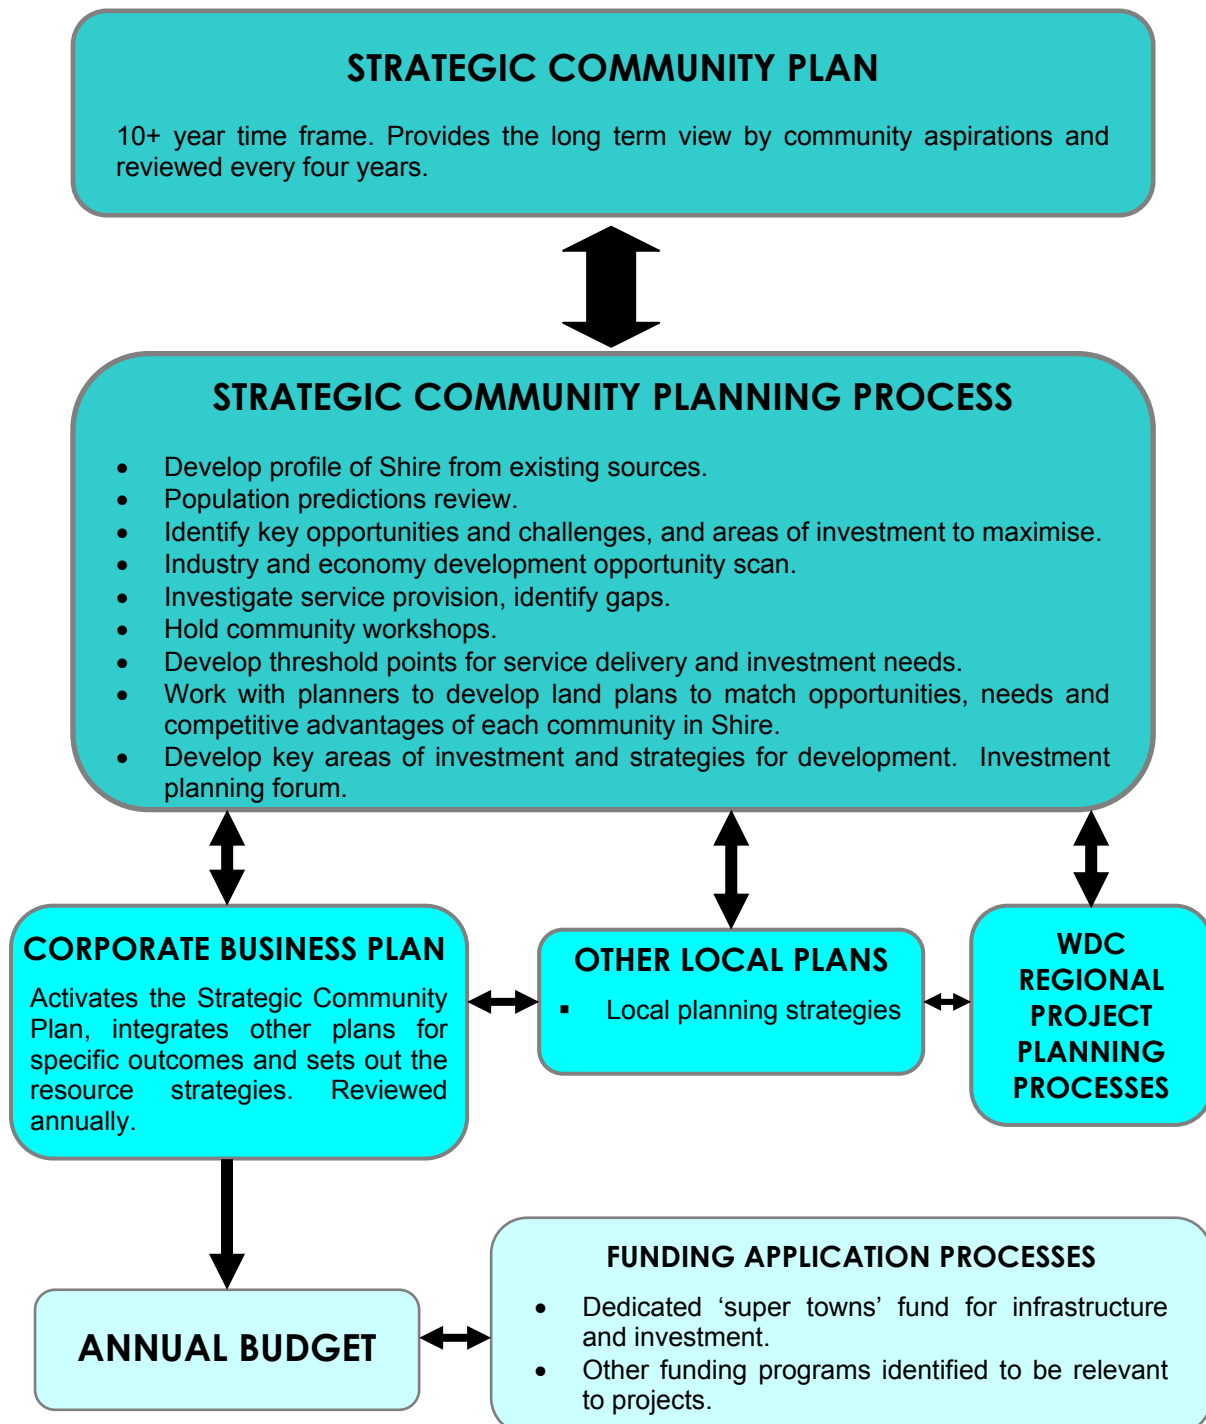 STRATEGIC COMMUNITY PLAN
10+ year time frame. Provides the long term view by community aspirations and
reviewed every four years.
STRATEGIC COMMUNITY PLANNING PROCESS
• Develop profile of Shire from existing sources.
• Population predictions review.
• Identify key opportunities and challenges, and areas of investment to maximise.
• Industry and economy development opportunity scan.
• Investigate service provision, identify gaps.
• Hold community workshops.
• Develop threshold points for service delivery and investment needs.
• Work with planners to develop land plans to match opportunities, needs and
competitive advantages of each community in Shire.
• Develop key areas of investment and strategies for development. Investment
planning forum.
CORPORATE BUSINESS PLAN
Activates the Strategic Community
Plan, integrates other plans for
specific outcomes and sets out the
resource strategies. Reviewed
annually.
OTHER LOCAL PLANS
▪ Local planning strategies
WDC
REGIONAL
PROJECT
PLANNING
PROCESSES
ANNUAL BUDGET
FUNDING APPLICATION PROCESSES
• Dedicated ‘super towns’ fund for infrastructure
and investment.
• Other funding programs identified to be relevant
to projects.